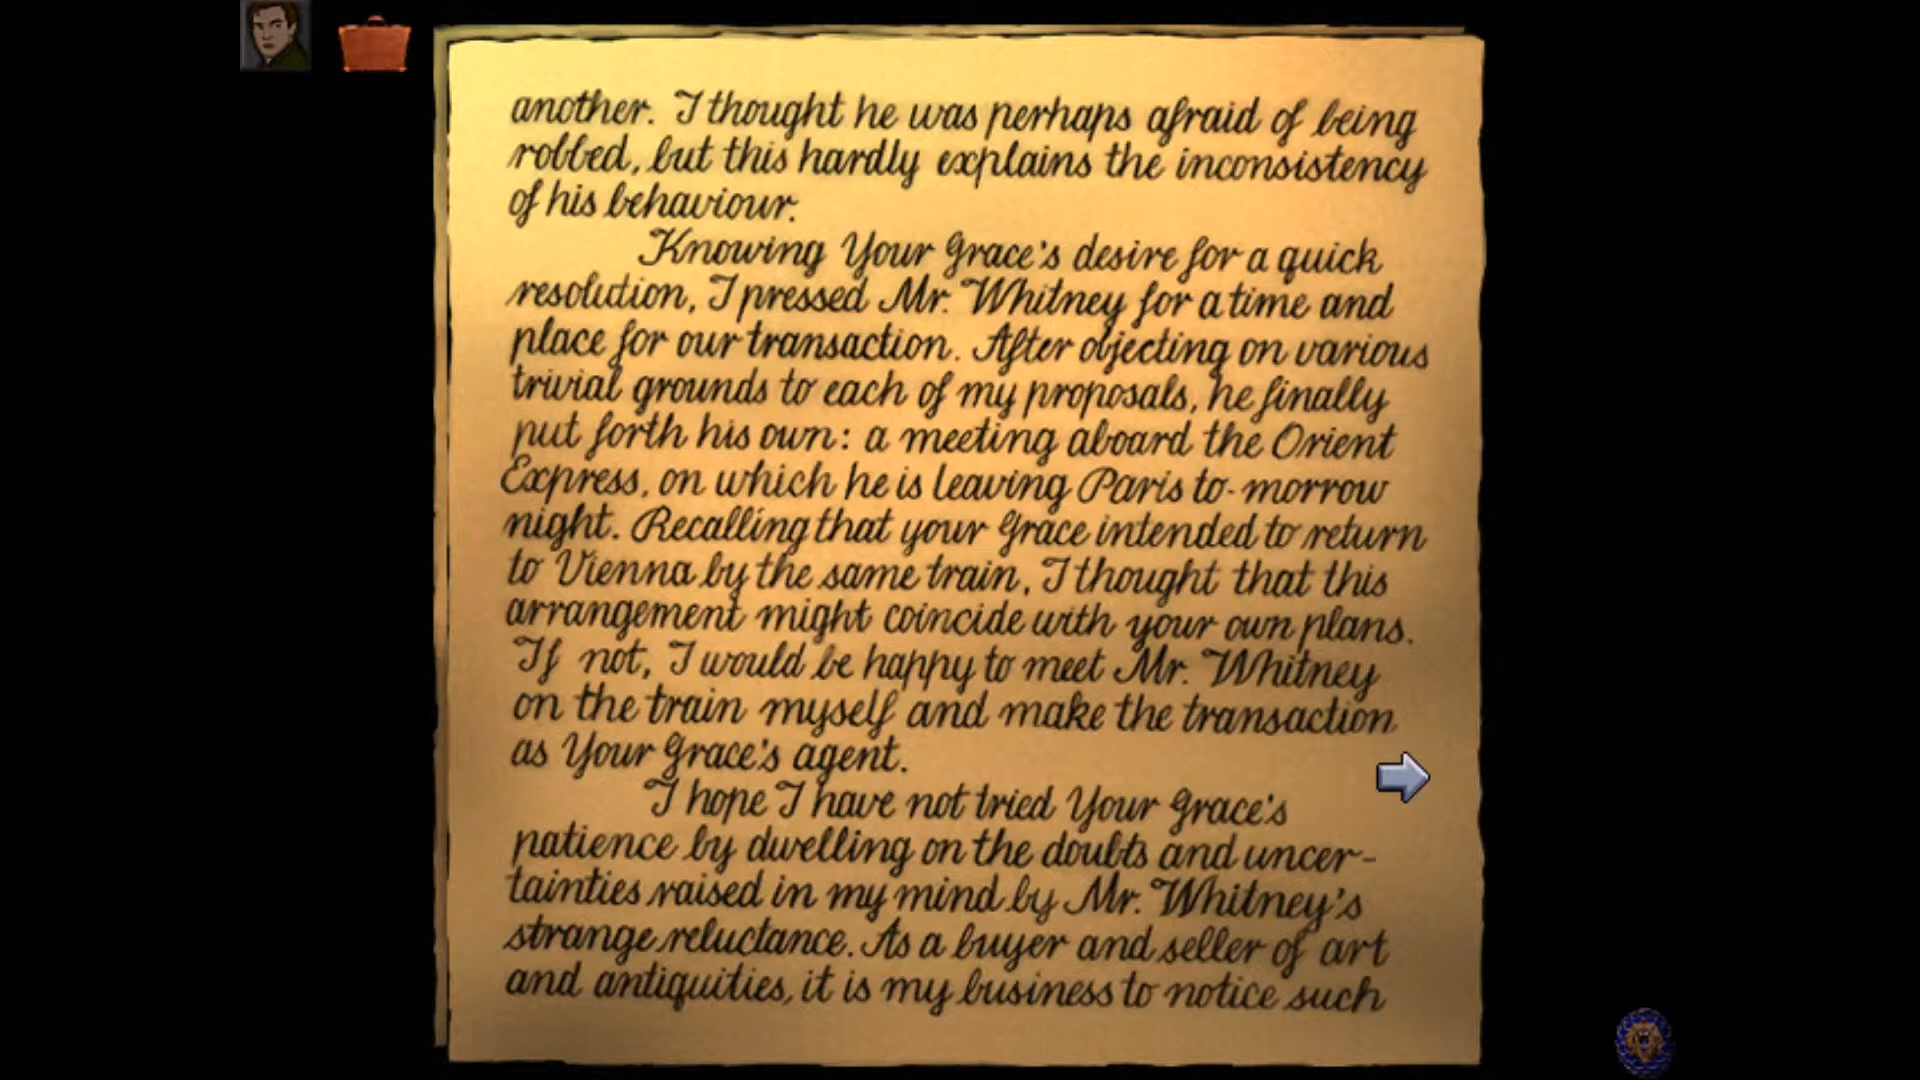 another. I thought he was perhaps afraid of being
robbed, but this hardly explains the inconsistency
of his behaviour.
Knowing Your Grace's desire for a quick
resolution, I pressed Mr. Whitney for a time and
place for our transaction. After objecting on various
trivial grounds to each of my proposals, he finally
put forth his own: a meeting aboard the Orient
Express, on which he is leaving Paris to-morrow
night. Recalling that your Grace intended to return
to Vienna by the same train, I thought that this
arrangement might coincide with your own plans.
If not, I would be happy to meet Mr. Whitney
on the train myself and make the transaction
as Your Grace's agent.
I hope I have not tried Your Grace's
patience by dwelling on the doubts and uncer-
tainties raised in my mind by Mr. Whitney's
strange reluctance. As a buyer and seller of art
and antiquities, it is my business to notice such